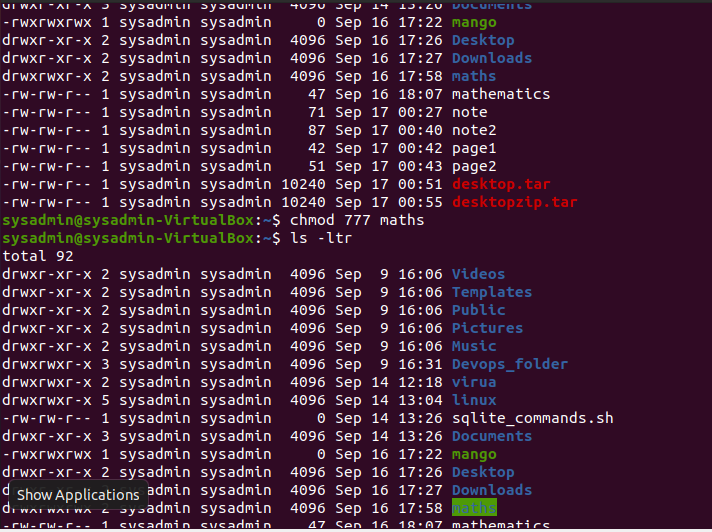 drwxr-xr-x 3 sysadmin sysadmin  4096 Sep 14 13:26 Documents
-rwxrwxrwx 1 sysadmin sysadmin     0 Sep 16 17:22 mango
drwxr-xr-x 2 sysadmin sysadmin  4096 Sep 16 17:26 Desktop
drwxr-xr-x 2 sysadmin sysadmin  4096 Sep 16 17:27 Downloads
drwxrwxr-x 2 sysadmin sysadmin  4096 Sep 16 17:58 maths
-rw-rw-r-- 1 sysadmin sysadmin    47 Sep 16 18:07 mathematics
-rw-rw-r-- 1 sysadmin sysadmin    71 Sep 17 00:27 note
-rw-rw-r-- 1 sysadmin sysadmin    87 Sep 17 00:40 note2
-rw-rw-r-- 1 sysadmin sysadmin    42 Sep 17 00:42 page1
-rw-rw-r-- 1 sysadmin sysadmin    51 Sep 17 00:43 page2
-rw-rw-r-- 1 sysadmin sysadmin 10240 Sep 17 00:51 desktop.tar
-rw-rw-r-- 1 sysadmin sysadmin 10240 Sep 17 00:55 desktopzip.tar
sysadmin@sysadmin-VirtualBox:~$ chmod 777 maths
sysadmin@sysadmin-VirtualBox:~$ ls -ltr
total 92
drwxr-xr-x 2 sysadmin sysadmin  4096 Sep  9 16:06 Videos
drwxr-xr-x 2 sysadmin sysadmin  4096 Sep  9 16:06 Templates
drwxr-xr-x 2 sysadmin sysadmin  4096 Sep  9 16:06 Public
drwxr-xr-x 2 sysadmin sysadmin  4096 Sep  9 16:06 Pictures
drwxr-xr-x 2 sysadmin sysadmin  4096 Sep  9 16:06 Music
drwxrwxr-x 3 sysadmin sysadmin  4096 Sep  9 16:31 Devops_folder
drwxrwxr-x 2 sysadmin sysadmin  4096 Sep 14 12:18 virua
drwxrwxr-x 5 sysadmin sysadmin  4096 Sep 14 13:04 linux
-rw-rw-r-- 1 sysadmin sysadmin     0 Sep 14 13:26 sqlite_commands.sh
drwxr-xr-x 3 sysadmin sysadmin  4096 Sep 14 13:26 Documents
-rwxrwxrwx 1 sysadmin sysadmin     0 Sep 16 17:22 mango
drwxr-xr-x 2 sysadmin sysadmin  4096 Sep 16 17:26 Desktop
sysadmin  4096 Sep 16 17:27 Downloads
Show Applications
drwxrwxrwx 2 sysadmin sysadmin  4096 Sep 16 17:58 maths
-rw-rw-r-- 1 sysadmin sysadmin    47 Sep 16 18:07 mathematics